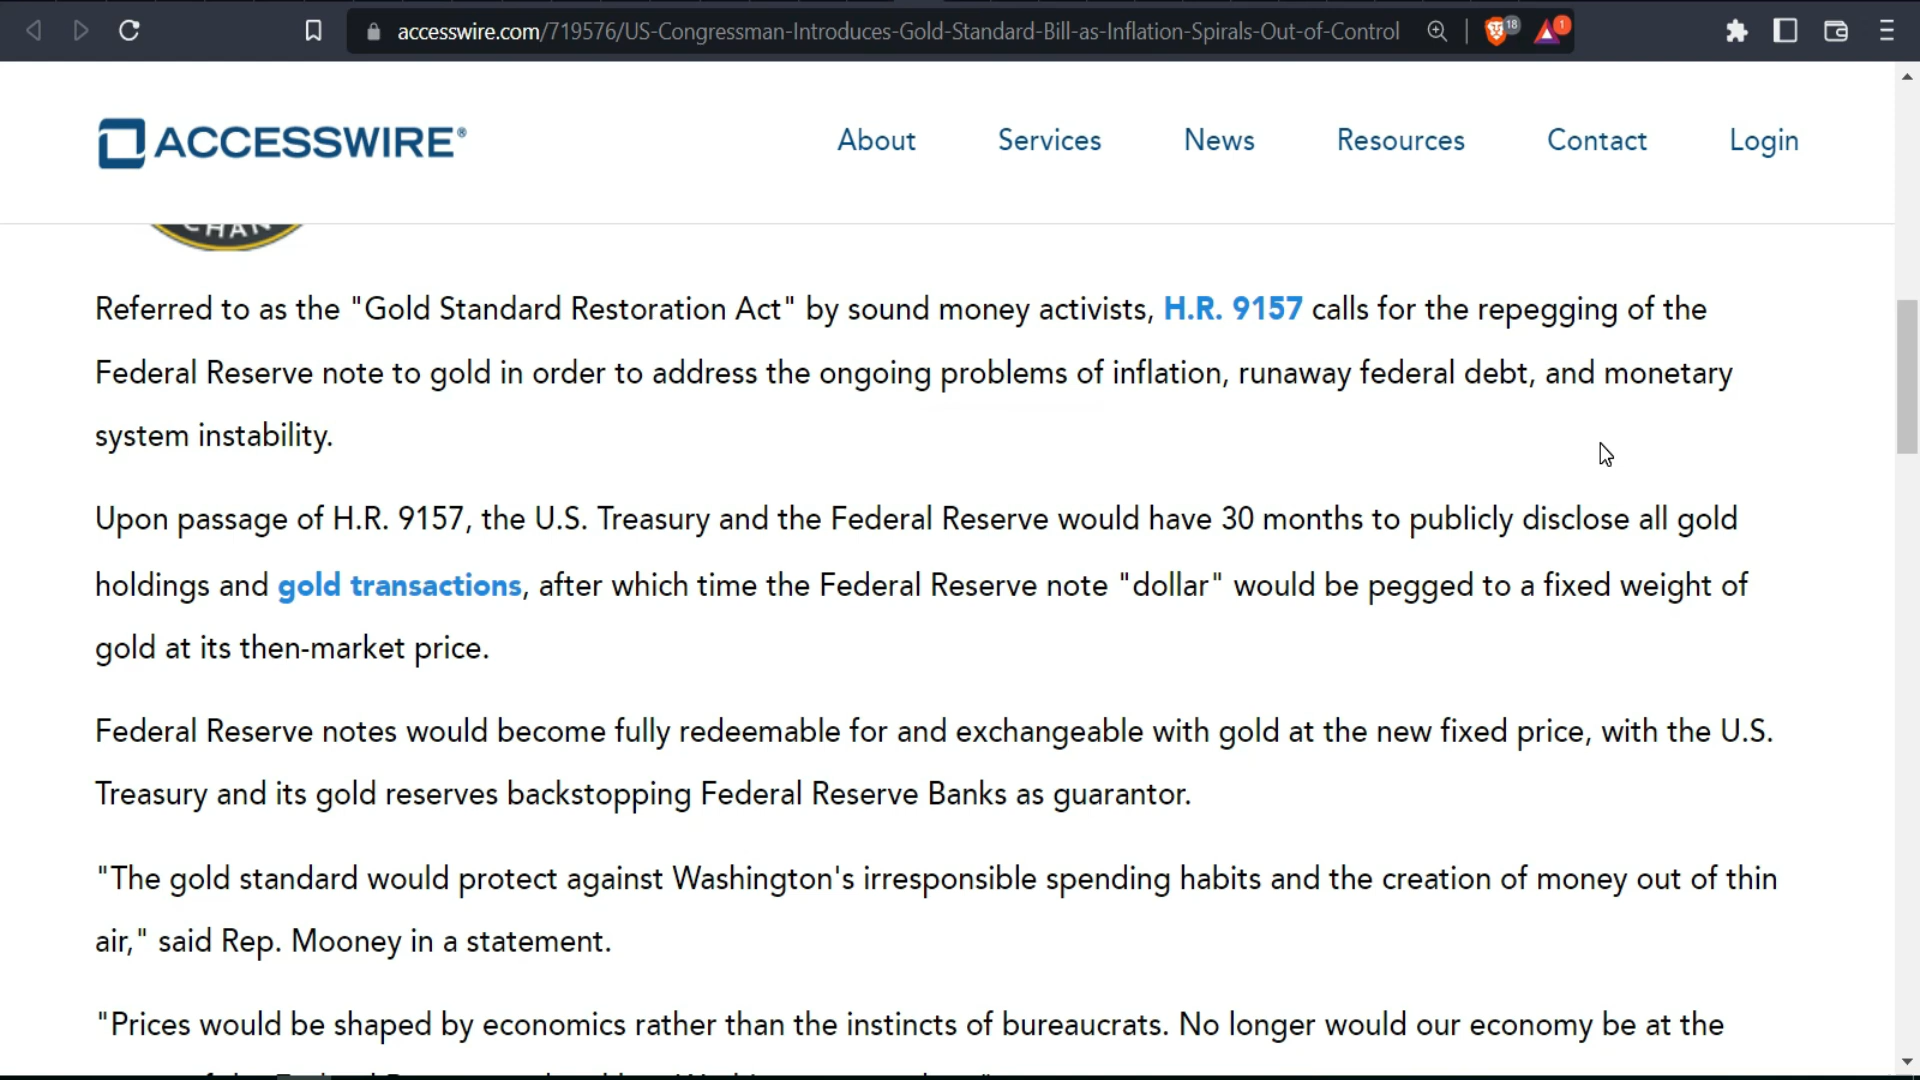 accesswire.com/719576/US-Congressman-Introduces-Gold-Standard-Bill-as-Inflation-Spirals-Out-of-Control
18
1
ACCESSWIRE®
About
Services
News
Resources
Contact
Login
CHAN
Referred to as the "Gold Standard Restoration Act" by sound money activists, H.R. 9157 calls for the repegging of the
Federal Reserve note to gold in order to address the ongoing problems of inflation, runaway federal debt, and monetary
system instability.
Upon passage of H.R. 9157, the U.S. Treasury and the Federal Reserve would have 30 months to publicly disclose all gold
holdings and gold transactions, after which time the Federal Reserve note "dollar" would be pegged to a fixed weight of
gold at its then-market price.
Federal Reserve notes would become fully redeemable for and exchangeable with gold at the new fixed price, with the U.S.
Treasury and its gold reserves backstopping Federal Reserve Banks as guarantor.
"The gold standard would protect against Washington's irresponsible spending habits and the creation of money out of thin
air," said Rep. Mooney in a statement.
"Prices would be shaped by economics rather than the instincts of bureaucrats. No longer would our economy be at the